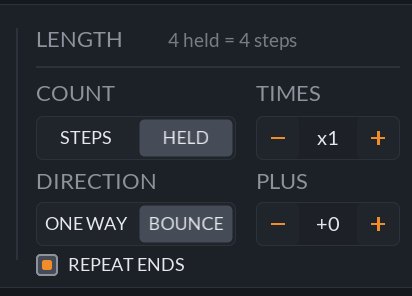 LENGTH 4 held = 4 steps
COUNT TIMES
STEPS HELD − x1 +
DIRECTION PLUS
ONE WAY BOUNCE − +0 +
REPEAT ENDS